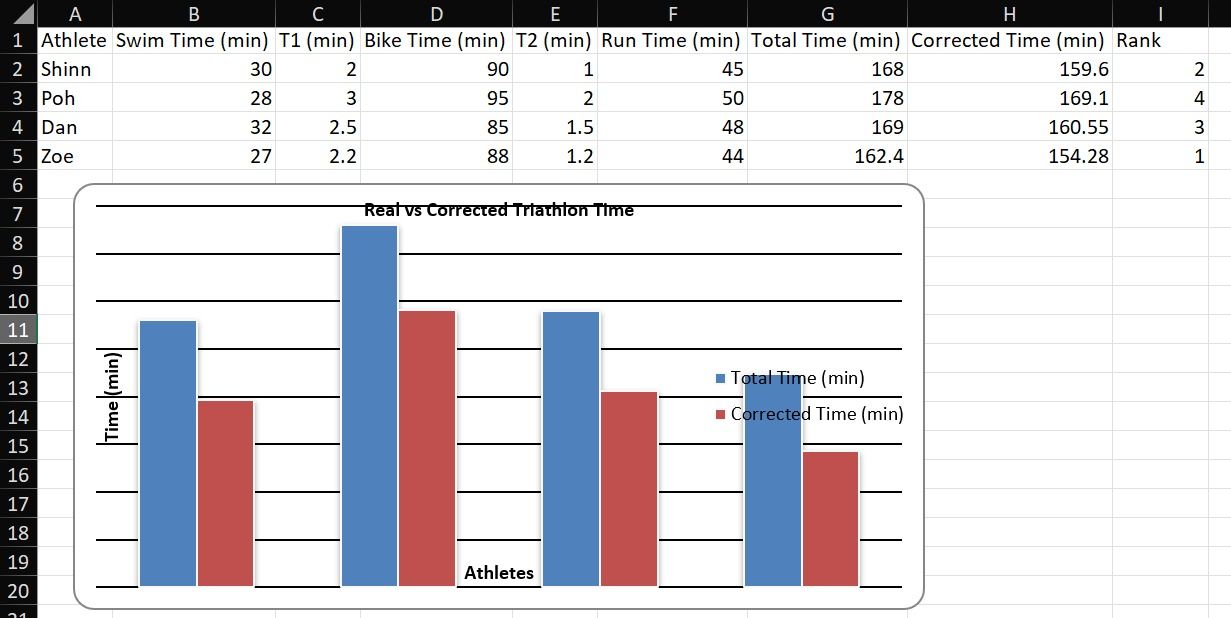 A B C D E F G H I
1 Athlete Swim Time (min) T1 (min) Bike Time (min) T2 (min) Run Time (min) Total Time (min) Corrected Time (min) Rank
2 Shinn 30 2 90 1 45 168 159.6 2
3 Poh 28 3 95 2 50 178 169.1 4
4 Dan 32 2.5 85 1.5 48 169 160.55 3
5 Zoe 27 2.2 88 1.2 44 162.4 154.28 1
6
7
8
9
10
11
12
13
14
15
16
17
18
19
20
21
Real vs Corrected Triathlon Time
Time (min)
Total Time (min)
Corrected Time (min)
Athletes